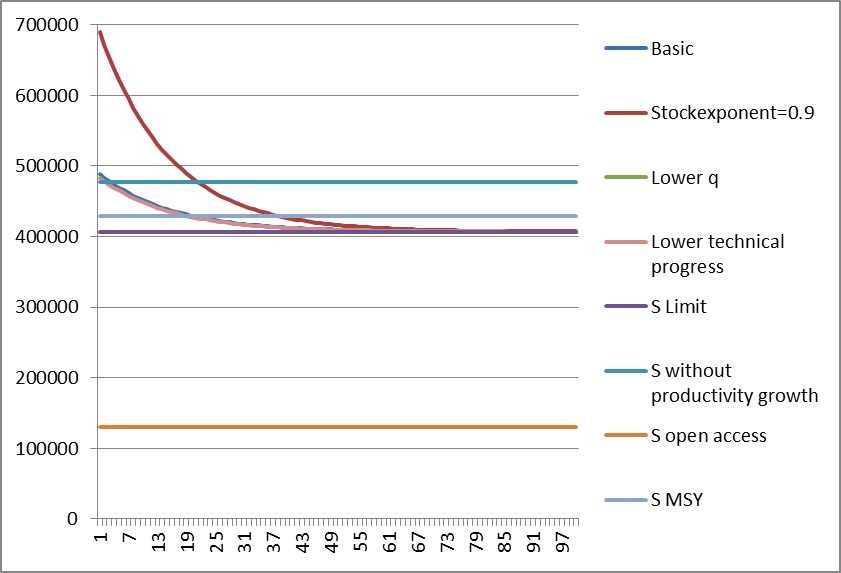 700000
600000
500000
400000
300000
200000
100000
0
1
7
13
19
25
31
37
43
49
55
61
67
73
79
85
91
97
Basic
Stockexponent=0.9
Lower q
Lower technical
progress
S Limit
S without
productivity growth
S open access
S MSY